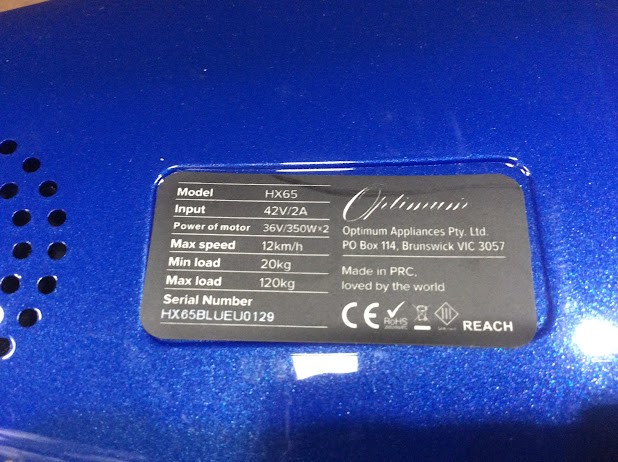 Model HX65
Input 42V/2A
Power of motor 36V/350W*2
Max speed 12km/h
Min load 20kg
Max load 120kg
Serial Number
HX65BLUEU0129
Optimum
Optimum Appliances Pty. Ltd.
PO Box 114, Brunswick VIC 3057
Made in PRC,
loved by the world
CE RoHS REACH